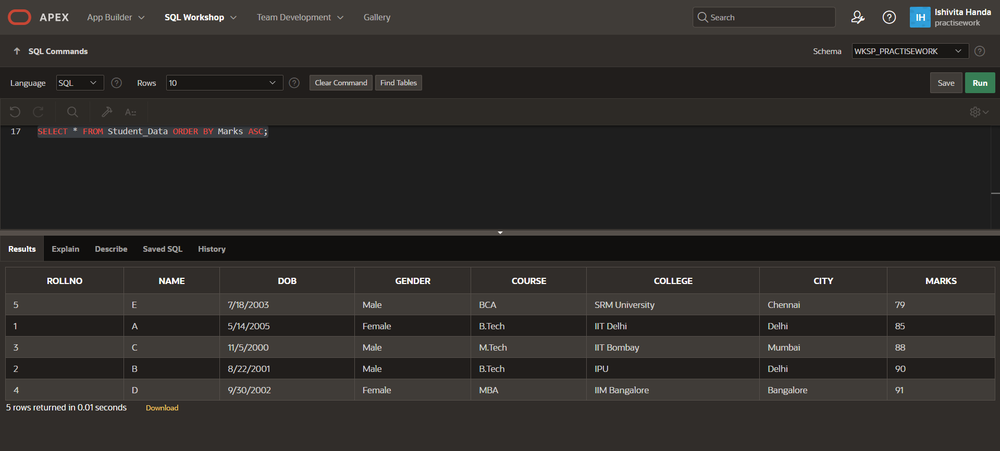 APEX App Builder SQL Workshop Team Development Gallery Search ? IH Ishivita Handa
practisework
SQL Commands Schema WKSP_PRACTISEWORK ?
Language SQL ? Rows 10 ? Clear Command Find Tables Save Run
A::
17 SELECT * FROM Student_Data ORDER BY Marks ASC;
Results Explain Describe Saved SQL History
ROLLNO NAME DOB GENDER COURSE COLLEGE CITY MARKS
5 E 7/18/2003 Male BCA SRM University Chennai 79
1 A 5/14/2005 Female B.Tech IIT Delhi Delhi 85
3 C 11/5/2000 Male M.Tech IIT Bombay Mumbai 88
2 B 8/22/2001 Male B.Tech IPU Delhi 90
4 D 9/30/2002 Female MBA IIM Bangalore Bangalore 91
5 rows returned in 0.01 seconds Download